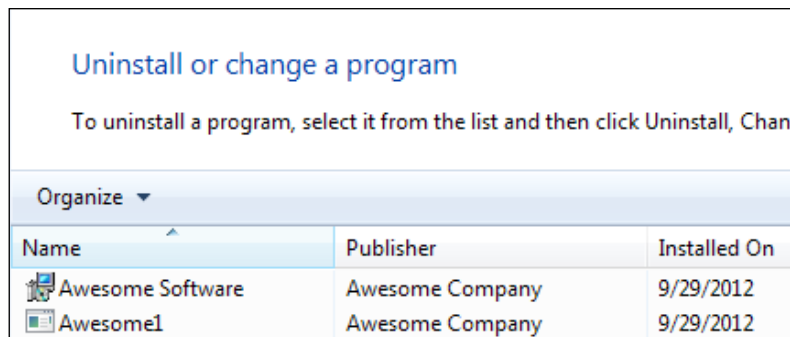 Uninstall or change a program
To uninstall a program, select it from the list and then click Uninstall, Chan
Organize
Name Publisher Installed On
Awesome Software Awesome Company 9/29/2012
Awesome1 Awesome Company 9/29/2012